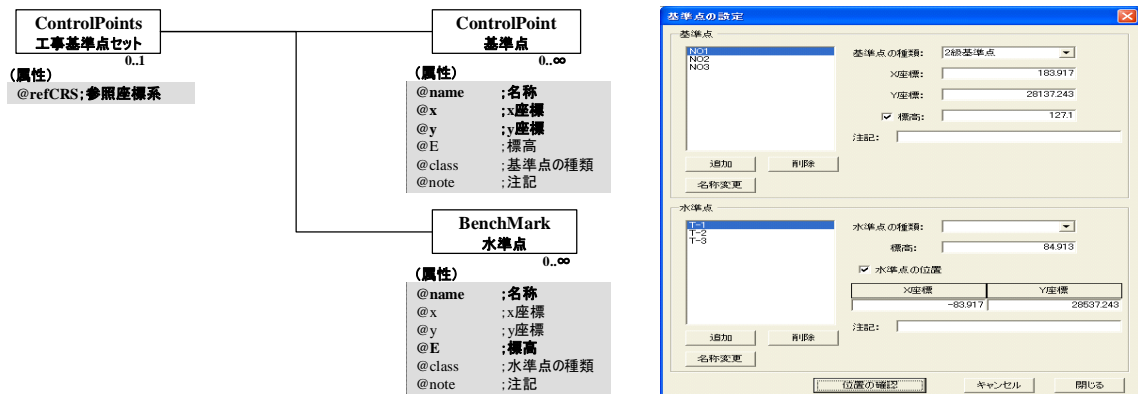 ControlPoints
工事基準点セット
0..1
(属性)
@refCRS;参照座標系
ControlPoint
基準点
0..∞
(属性)
@name ;名称
@x ;x座標
@y ;y座標
@E ;標高
@class ;基準点の種類
@note ;注記
BenchMark
水準点
0..∞
(属性)
@name ;名称
@x ;x座標
@y ;y座標
@E ;標高
@class ;水準点の種類
@note ;注記
基準点の設定
基準点
NO1
NO2
NO3
基準点の種類: 2級基準点
X座標: 183.917
Y座標: 28137.243
標高: 127.1
注記:
追加 削除
名称変更
水準点
T-1
T-2
T-3
水準点の種類:
標高: 84.913
水準点の位置
X座標 Y座標
-83.917 28537.243
注記:
追加 削除
名称変更
位置の確認 キャンセル 閉じる